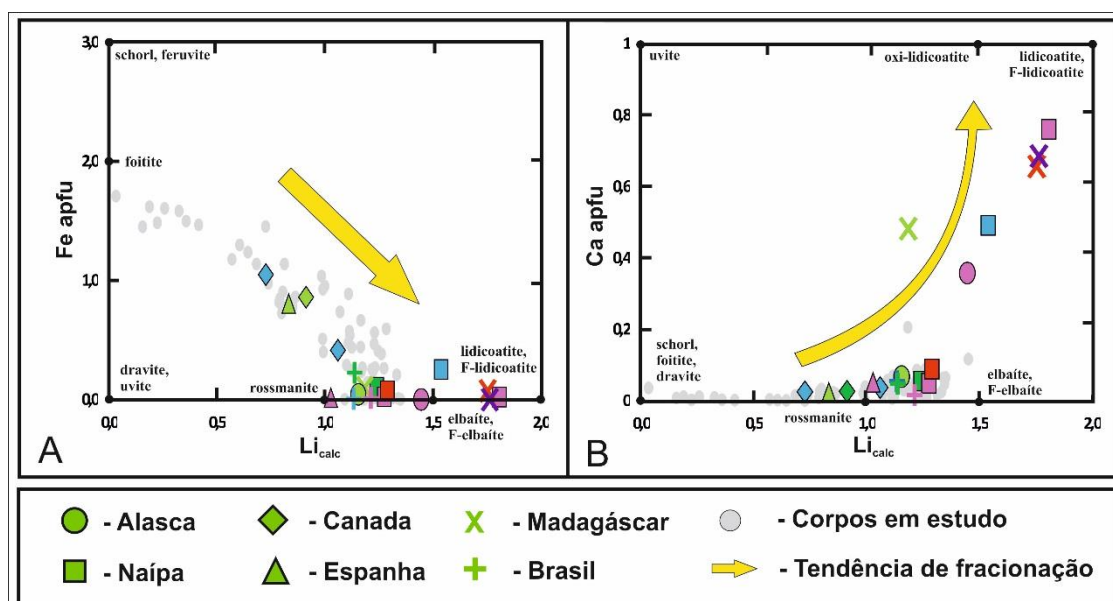 3,0
schorl, feruvite
2,0
foitite
Fe apfu
1,0
dravite,
uvite
rossmanite
lidicoatite,
F-lidicoatite
0,0
elbaíte,
F-elbaíte
0,0
0,5
1,0
1,5
2,0
A
Li calc
1
uvite
oxi-lidicoatite
lidicoatite,
F-lidicoatite
0,8
0,6
Ca apfu
0,4
0,2
schorl,
foitite,
dravite
elbaíte,
F-elbaíte
0
rossmanite
0,0
0,5
1,0
1,5
2,0
B
Li calc
- Alasca
- Canada
- Madagáscar
- Corpos em estudo
- Naípa
- Espanha
- Brasil
- Tendência de fracionação